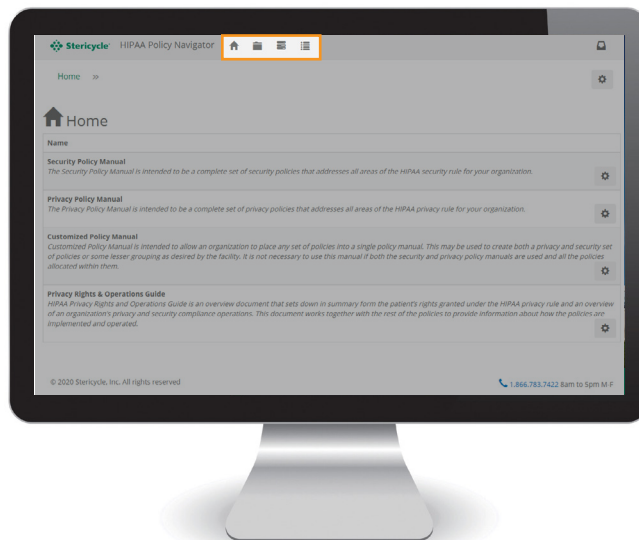 Stericycle® HIPAA Policy Navigator
Home »
Home
Name
Security Policy Manual
The Security Policy Manual is intended to be a complete set of security policies that addresses all areas of the HIPAA security rule for your organization.
Privacy Policy Manual
The Privacy Policy Manual is intended to be a complete set of privacy policies that addresses all areas of the HIPAA privacy rule for your organization.
Customized Policy Manual
Customized Policy Manual is intended to allow an organization to place any set of policies into a single policy manual. This may be used to create both a privacy and security set
of policies or some lesser grouping as desired by the facility. It is not necessary to use this manual if both the security and privacy policy manuals are used and all the policies
allocated within them.
Privacy Rights & Operations Guide
HIPAA Privacy Rights and Operations Guide is an overview document that sets down in summary form the patient's rights granted under the HIPAA privacy rule and an overview
of an organization's privacy and security compliance operations. This document works together with the rest of the policies to provide information about how the policies are
implemented and operated.
© 2020 Stericycle, Inc. All rights reserved
1.866.783.7422 8am to 5pm M-F